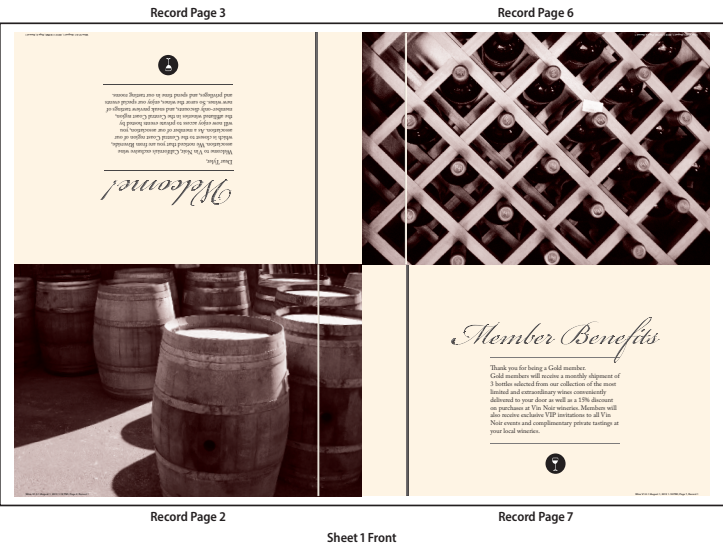 Record Page 3
Record Page 6
Welcome!
Dear Tyler,
Welcome to Vin Noir, California's exclusive wine
association. We noticed that you are from Riverside,
which is closest to the Central Coast region of our
association. As a member of our association, you
will now enjoy access to private events hosted by
the affiliated wineries in the Central Coast region,
member-only discounts, and sneak preview tastings of
new wines. So save the wines, enjoy our special events
and privileges, and spend time in our tasting rooms.
Member Benefits
Thank you for being a Gold member.
Gold members will receive a monthly shipment of
3 bottles selected from our collection of the most
limited and extraordinary wines conveniently
delivered to your door as well as a 15% discount
on purchases at Vin Noir wineries. Members will
also receive exclusive VIP invitations to all Vin
Noir events and complimentary private tastings at
your local wineries.
Record Page 2
Record Page 7
Sheet 1 Front